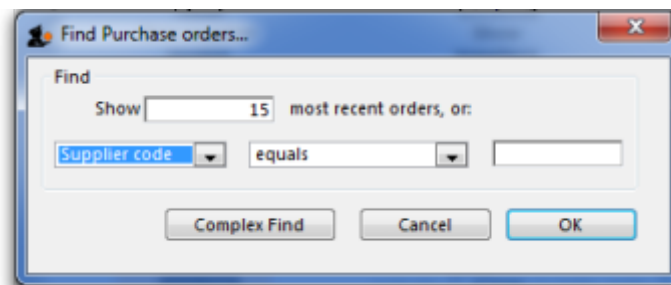 Find Purchase orders...
Find
Show 15 most recent orders, or:
Supplier code equals
Complex Find Cancel OK